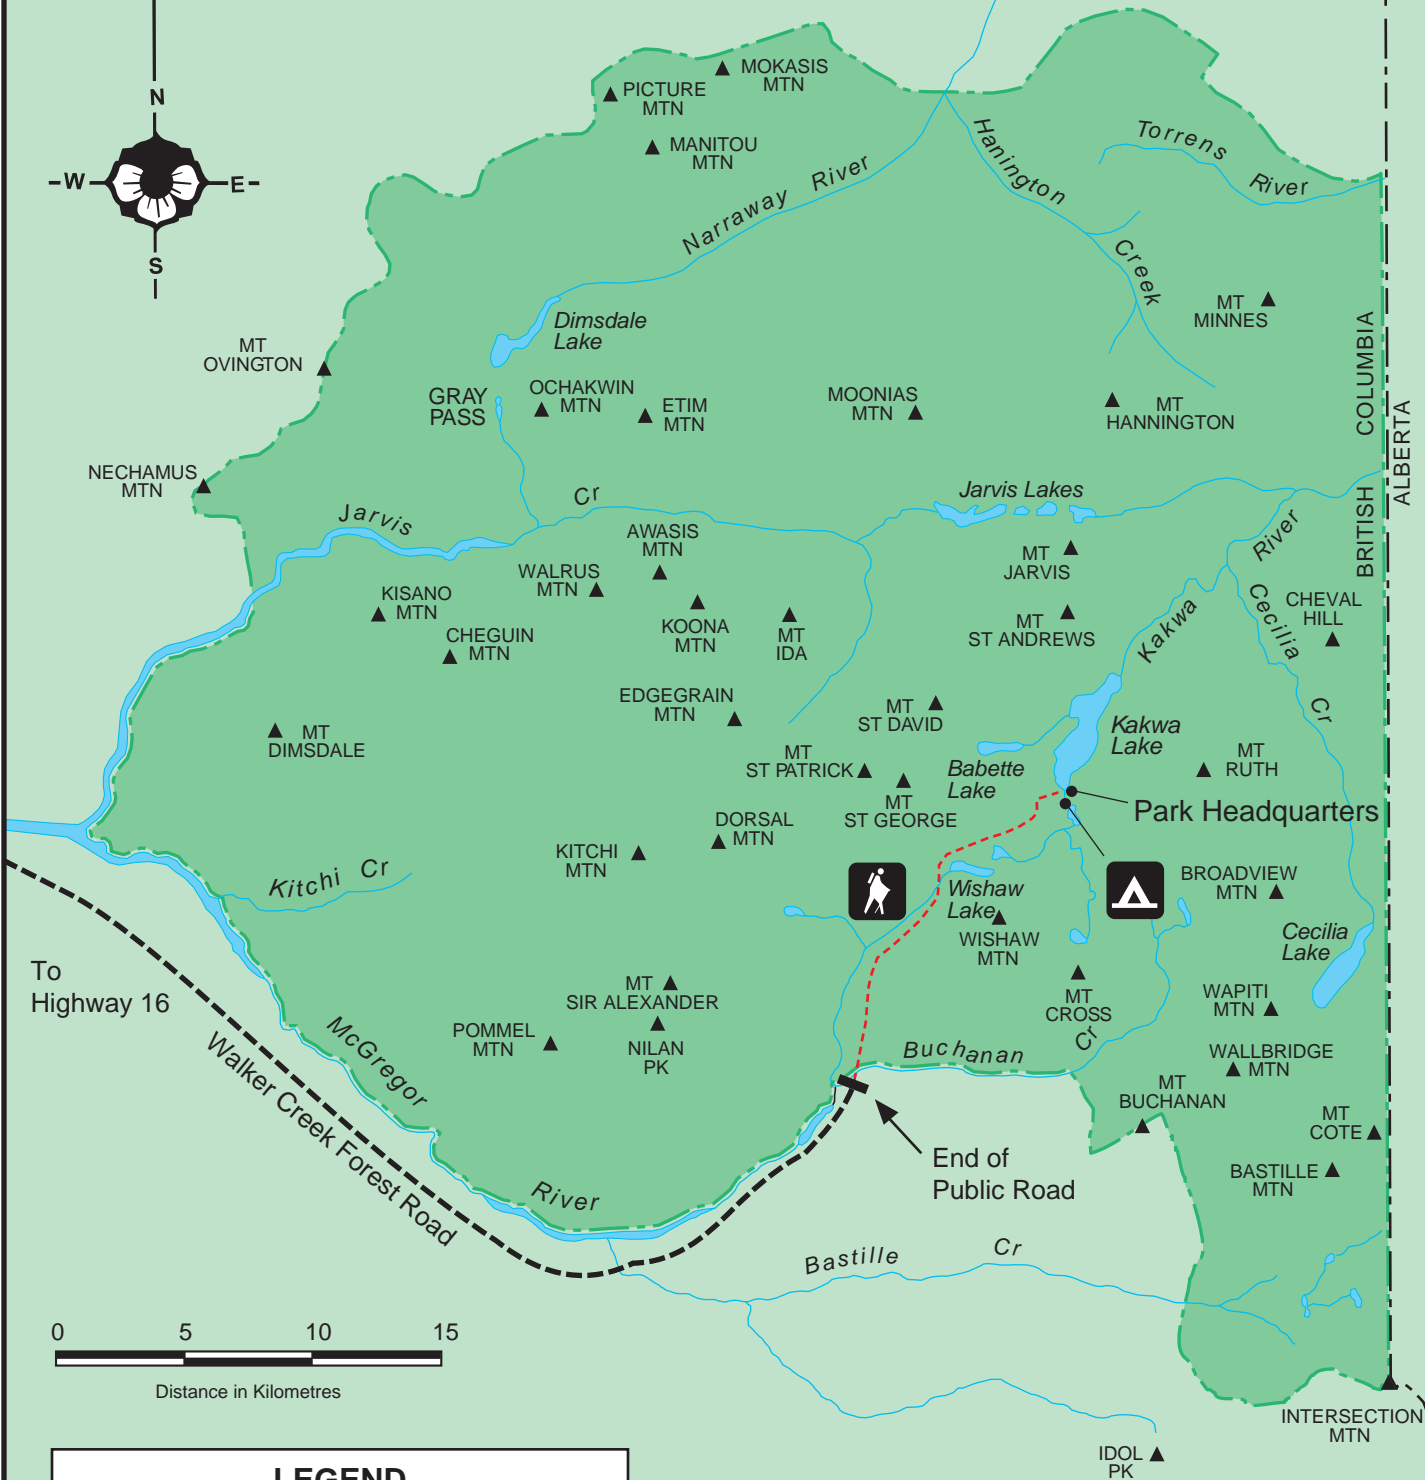 N
W
E
S
MOKASIS
MTN
PICTURE
MTN
MANITOU
MTN
Narraway River
Hanington
Creek
Torrens
River
MT
MINNES
Dimsdale
Lake
MT
OVINGTON
GRAY
PASS
OCHAKWIN
MTN
ETIM
MTN
MOONIAS
MTN
MT
HANNINGTON
BRITISH COLUMBIA
ALBERTA
NECHAMUS
MTN
Jarvis
Cr
Jarvis Lakes
AWASIS
MTN
WALRUS
MTN
KISANO
MTN
CHEGUIN
MTN
KOONA
MTN
MT
IDA
MT
JARVIS
MT
ST ANDREWS
Kakwa
River
Cecilia
Cr
CHEVAL
HILL
EDGEGRAIN
MTN
MT
DIMSDALE
MT
ST DAVID
MT
ST PATRICK
MT
ST GEORGE
Babette
Lake
Kakwa
Lake
MT
RUTH
Park Headquarters
DORSAL
MTN
KITCHI
MTN
Kitchi Cr
Wishaw
Lake
WISHAW
MTN
BROADVIEW
MTN
Cecilia
Lake
To
Highway 16
MT
SIR ALEXANDER
NILAN
PK
POMMEL
MTN
MT
CROSS
WAPITI
MTN
WALLBRIDGE
MTN
Buchanan
Cr
MT
BUCHANAN
MT
COTE
BASTILLE
MTN
McGregor
River
Walker Creek Forest Road
End of
Public Road
Bastille
Cr
0 5 10 15
Distance in Kilometres
INTERSECTION
MTN
IDOL
PK
LEGEND